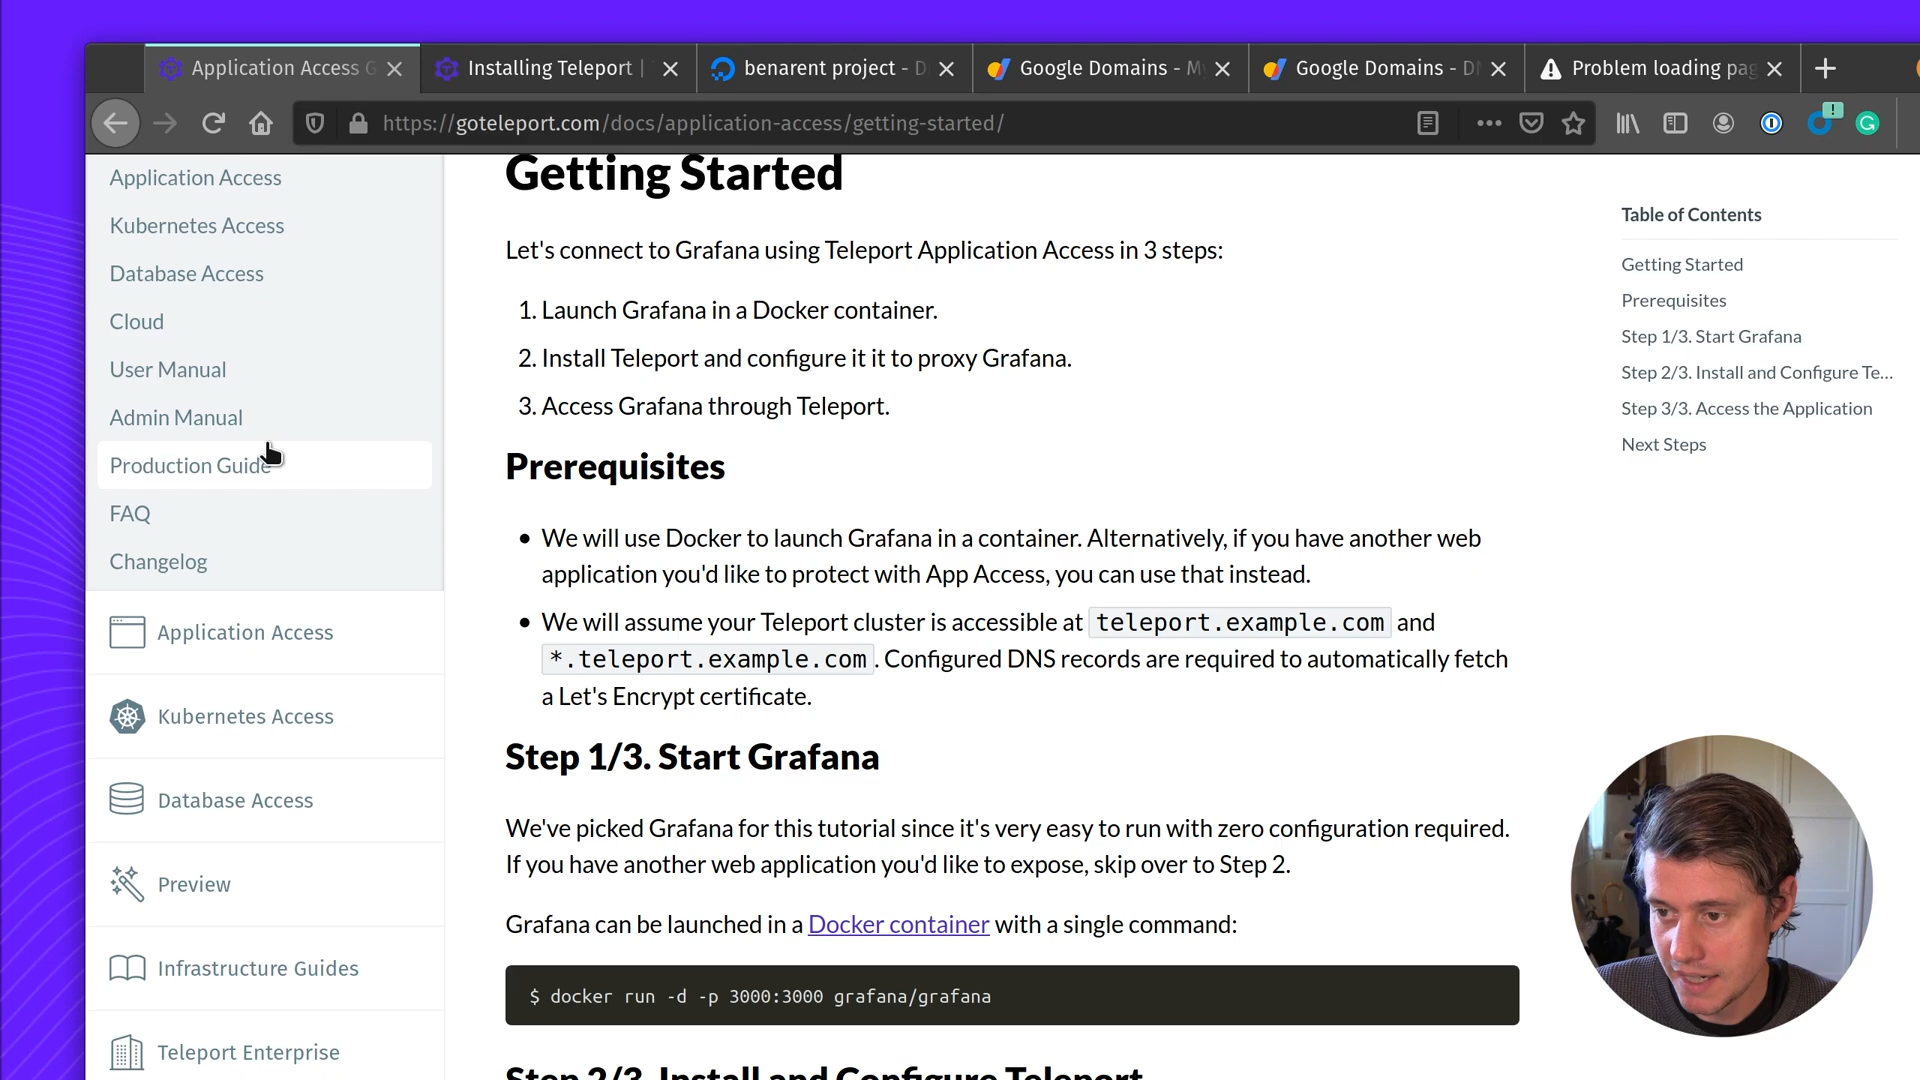 Application Access G
Installing Teleport |
benarent project - D
Google Domains - My
Google Domains - DN
Problem loading pag
https://goteleport.com/docs/application-access/getting-started/
Application Access
Kubernetes Access
Database Access
Cloud
User Manual
Admin Manual
Production Guide
FAQ
Changelog
Application Access
Kubernetes Access
Database Access
Preview
Infrastructure Guides
Teleport Enterprise
Getting Started
Let's connect to Grafana using Teleport Application Access in 3 steps:
1. Launch Grafana in a Docker container.
2. Install Teleport and configure it it to proxy Grafana.
3. Access Grafana through Teleport.
Prerequisites
We will use Docker to launch Grafana in a container. Alternatively, if you have another web
application you'd like to protect with App Access, you can use that instead.
We will assume your Teleport cluster is accessible at teleport.example.com and
*.teleport.example.com. Configured DNS records are required to automatically fetch
a Let's Encrypt certificate.
Step 1/3. Start Grafana
We've picked Grafana for this tutorial since it's very easy to run with zero configuration required.
If you have another web application you'd like to expose, skip over to Step 2.
Grafana can be launched in a Docker container with a single command:
$ docker run -d -p 3000:3000 grafana/grafana
Step 2/3. Install and Configure Teleport
Table of Contents
Getting Started
Prerequisites
Step 1/3. Start Grafana
Step 2/3. Install and Configure Te...
Step 3/3. Access the Application
Next Steps